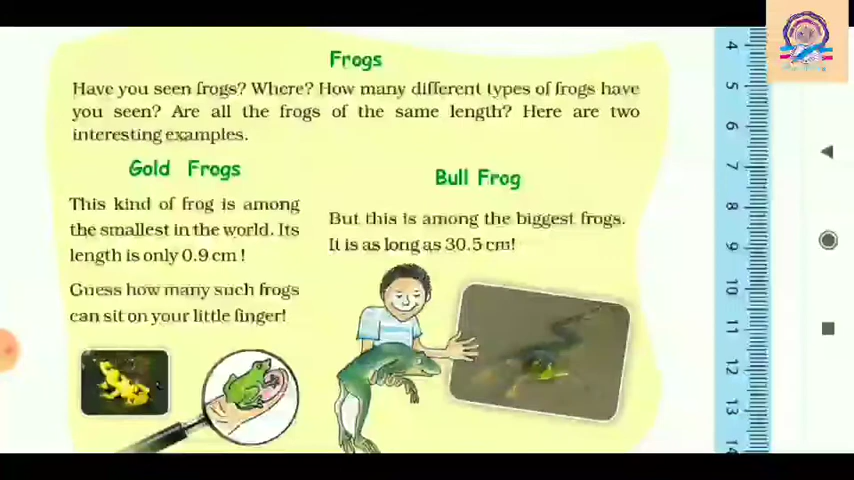 Frogs
Have you seen frogs? Where? How many different types of frogs have
you seen? Are all the frogs of the same length? Here are two
interesting examples.
Gold Frogs
This kind of frog is among
the smallest in the world. Its
length is only 0.9 cm !
Guess how many such frogs
can sit on your little finger!
Bull Frog
But this is among the biggest frogs.
It is as long as 30.5 cm!
4
5
6
7
8
9
10
11
12
13
14